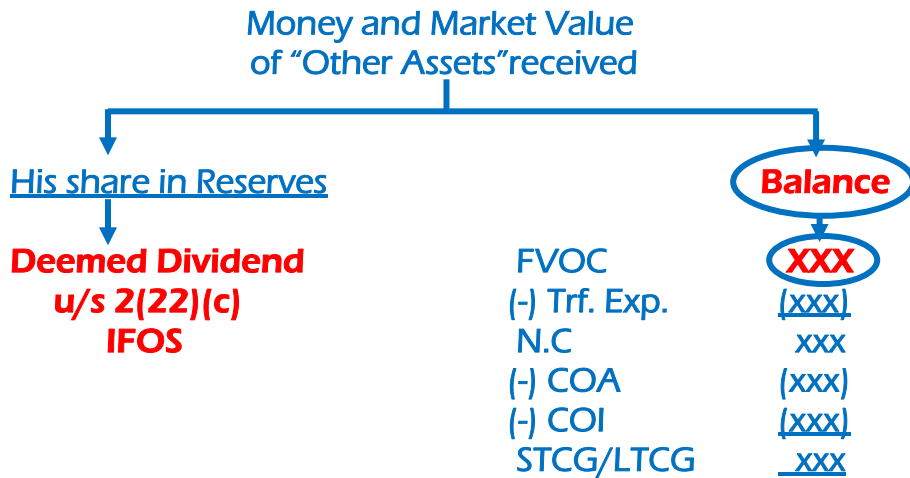 Money and Market Value
of “Other Assets”received
His share in Reserves
Balance
Deemed Dividend
u/s 2(22)(c)
IFOS
FVOC XXX
(-) Trf. Exp. (xxx)
N.C xxx
(-) COA (xxx)
(-) COI (xxx)
STCG/LTCG xxx